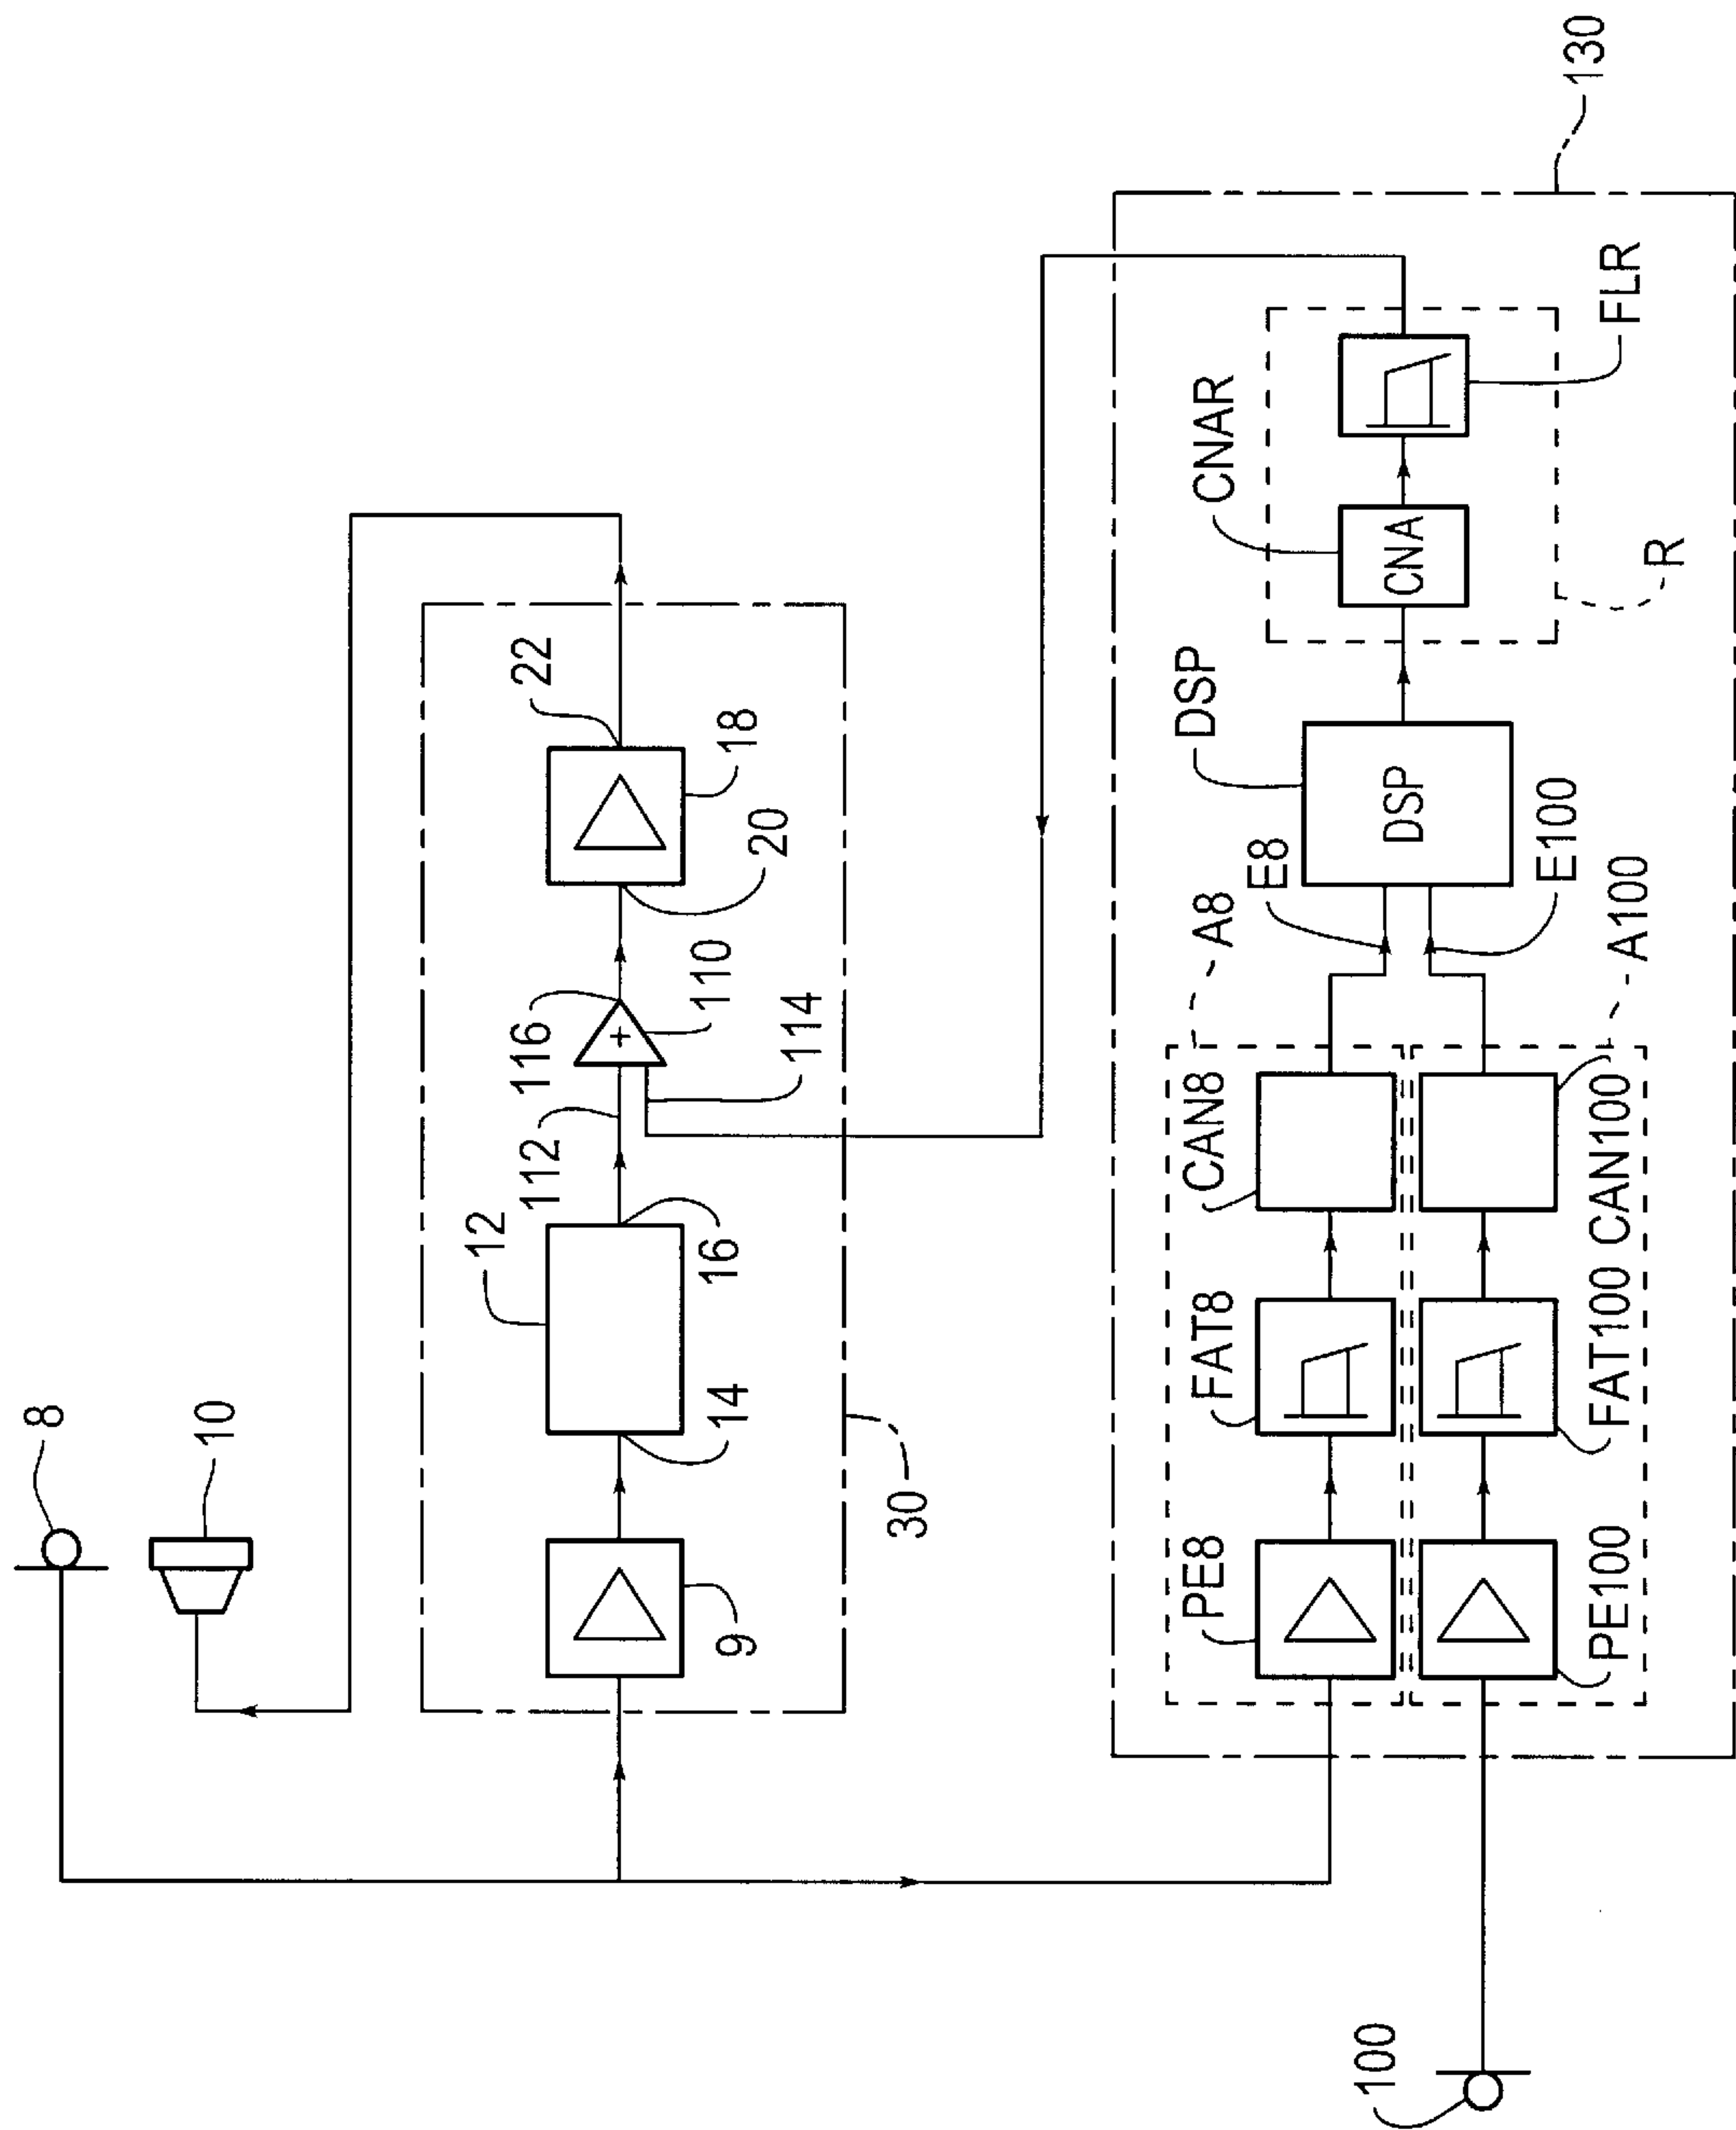 8
10
12
112
116
22
9
14
16
114
110
20
18
30
130
PE8
FAT8
CAN8
A8
E8
DSP
DSP
CNAR
CNA
FLR
R
E100
A100
PE100
FAT100
CAN100
100